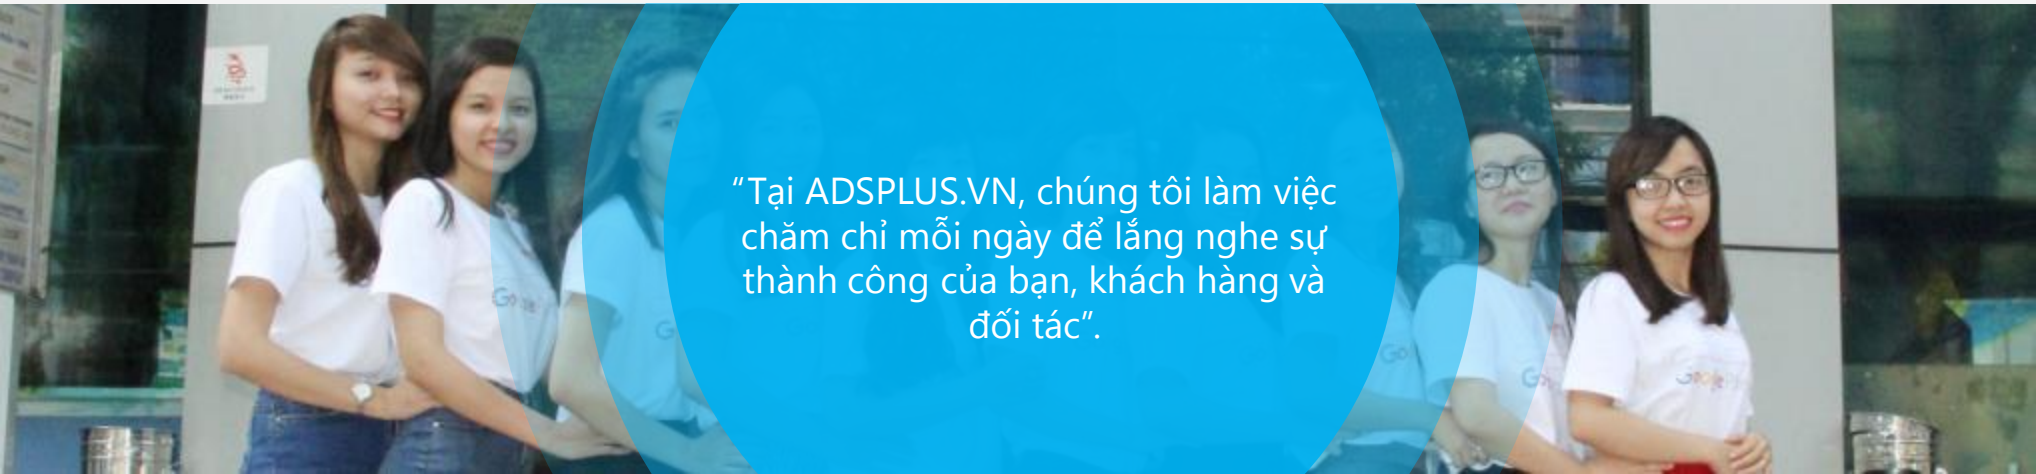 “Tại ADSPLUS.VN, chúng tôi làm việc
chăm chỉ mỗi ngày để lắng nghe sự
thành công của bạn, khách hàng và
đối tác”.
Google